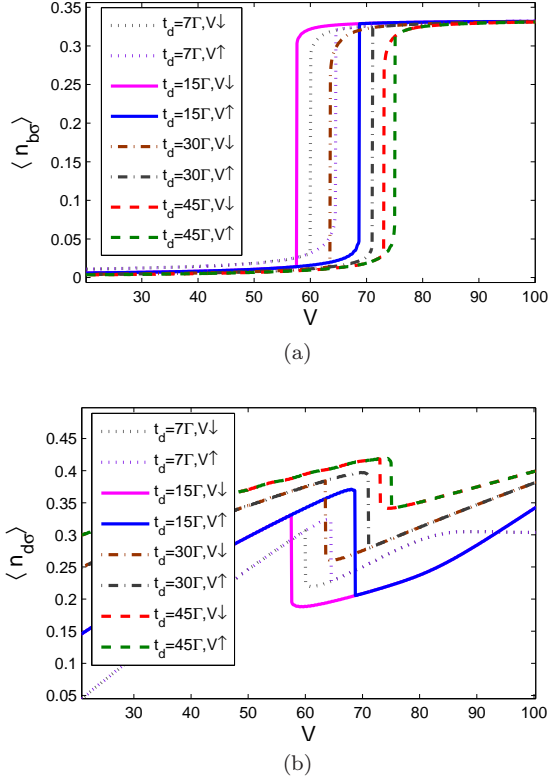 0.35
0.3
0.25
0.2
0.15
0.1
0.05
0
⟨ n_bσ⟩
t_d=7Γ,V↓
t_d=7Γ,V↑
t_d=15Γ,V↓
t_d=15Γ,V↑
t_d=30Γ,V↓
t_d=30Γ,V↑
t_d=45Γ,V↓
t_d=45Γ,V↑
30 40 50 60 70 80 90 100
V
(a)
0.45
0.4
0.35
0.3
0.25
0.2
0.15
0.1
0.05
⟨ n_dσ⟩
t_d=7Γ,V↓
t_d=7Γ,V↑
t_d=15Γ,V↓
t_d=15Γ,V↑
t_d=30Γ,V↓
t_d=30Γ,V↑
t_d=45Γ,V↓
t_d=45Γ,V↑
30 40 50 60 70 80 90 100
V
(b)